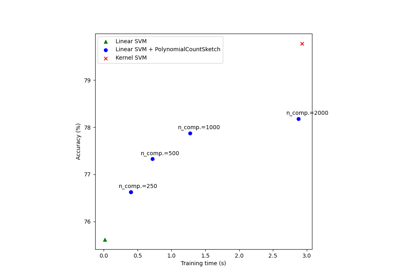 Linear SVM
Linear SVM + PolynomialCountSketch
Kernel SVM
79
n_comp.=2000
n_comp.=1000
78
n_comp.=500
77
n_comp.=250
76
Accuracy (%)
0.0 0.5 1.0 1.5 2.0 2.5 3.0
Training time (s)